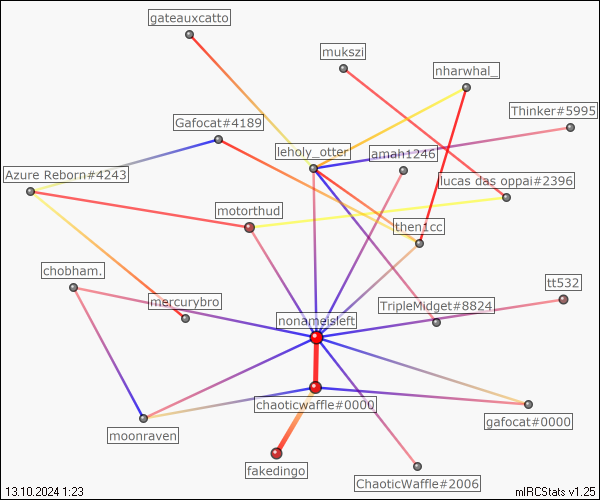 gateauxcatto
mukszi
nharwhal_
Thinker#5995
Gafocat#4189
leholy_otter
amah1246
Azure Reborn#4243
lucas das oppai#2396
motorthud
then1cc
chobham.
tt532
mercurybro
TripleMidget#8824
nonameisleft
chaoticwaffle#0000
gafocat#0000
moonraven
fakedingo
ChaoticWaffle#2006
13.10.2024 1:23
mIRCStats v1.25